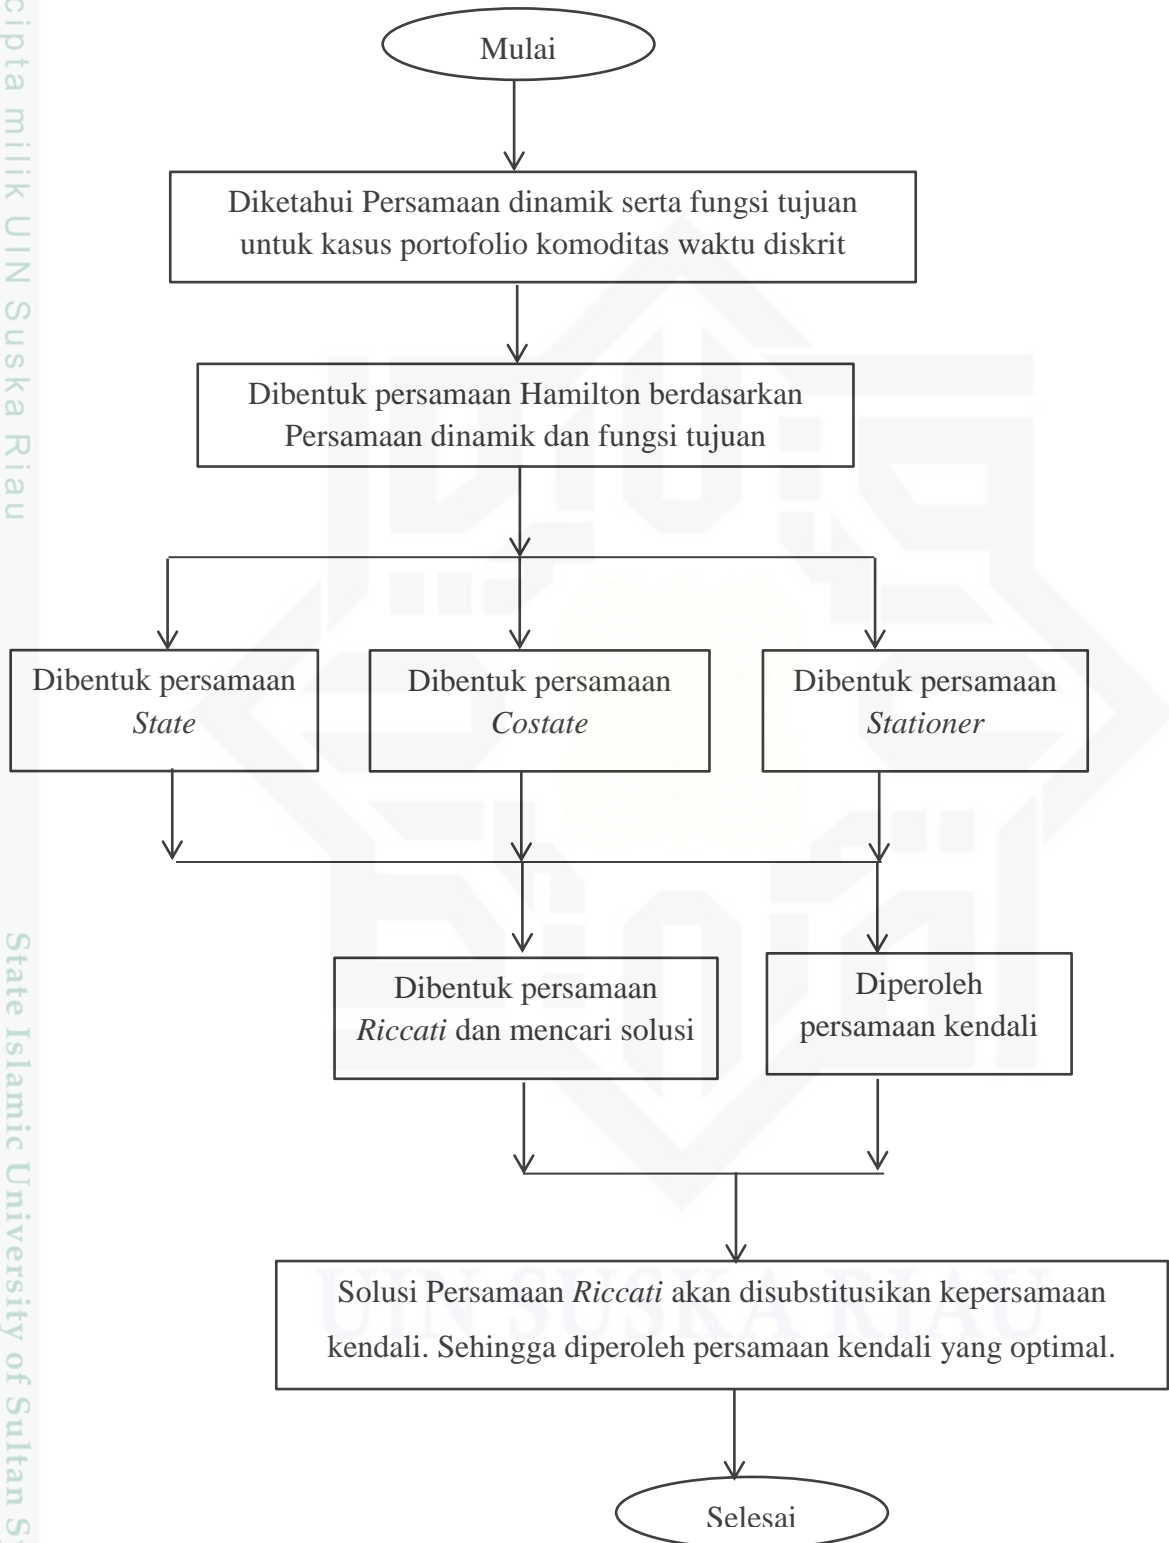 Mulai
Diketahui Persamaan dinamik serta fungsi tujuan
untuk kasus portofolio komoditas waktu diskrit
Dibentuk persamaan Hamilton berdasarkan
Persamaan dinamik dan fungsi tujuan
Dibentuk persamaan
State
Dibentuk persamaan
Costate
Dibentuk persamaan
Stationer
Dibentuk persamaan
Riccati dan mencari solusi
Diperoleh
persamaan kendali
Solusi Persamaan Riccati akan disubstitusikan kepersamaan
kendali. Sehingga diperoleh persamaan kendali yang optimal.
Selesai
UIN SUSKA RIAU
cipta milik UIN Suska Riau
State Islamic University of Sultan